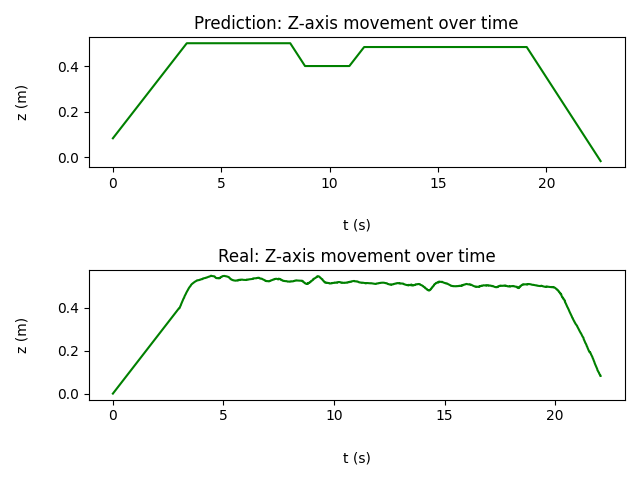 Prediction: Z-axis movement over time
0.4
0.2
0.0
z (m)
0 5 10 15 20
t (s)
Real: Z-axis movement over time
0.4
0.2
0.0
z (m)
0 5 10 15 20
t (s)